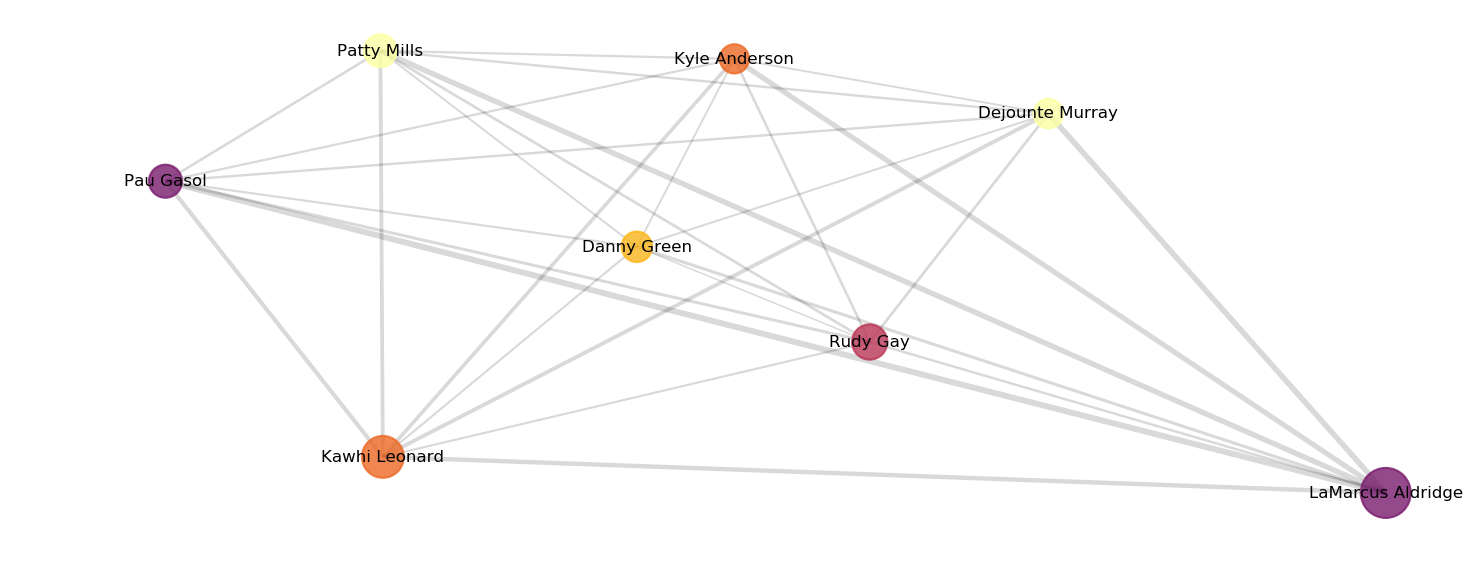 Patty Mills
Kyle Anderson
Dejounte Murray
Pau Gasol
Danny Green
Rudy Gay
Kawhi Leonard
LaMarcus Aldridge